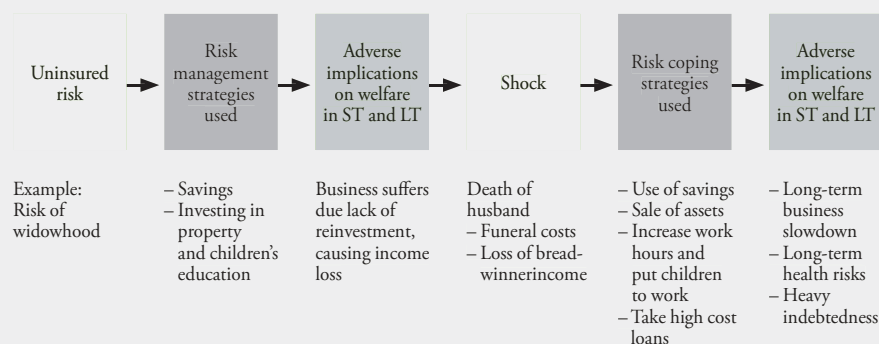 Uninsured
risk
Risk
management
strategies
used
Adverse
implications
on welfare
in ST and LT
Shock
Risk coping
strategies
used
Adverse
implications
on welfare
in ST and LT
Example:
Risk of
widowhood
– Savings
– Investing in
property
and children's
education
Business suffers
due lack of
reinvestment,
causing income
loss
Death of
husband
– Funeral costs
– Loss of bread-
winnerincome
– Use of savings
– Sale of assets
– Increase work
hours and
put children
to work
– Take high cost
loans
– Long-term
business
slowdown
– Long-term
health risks
– Heavy
indebtedness